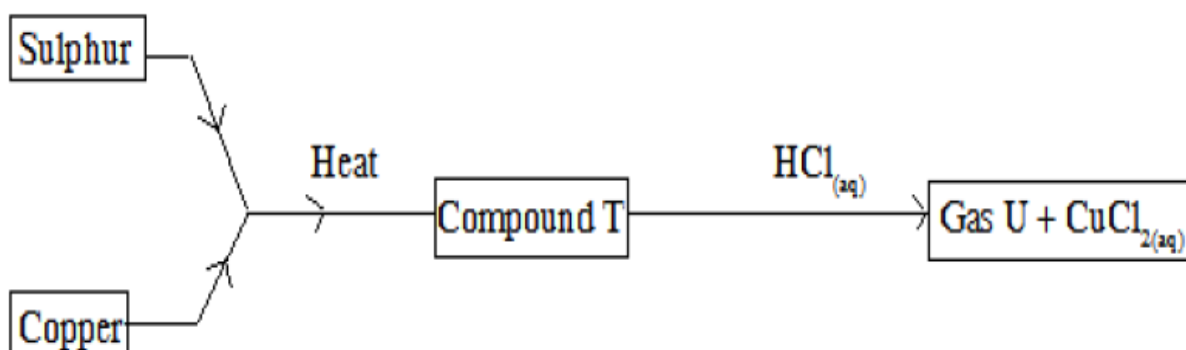 Sulphur
Heat
HCl(aq)
Compound T
Gas U + CuCl2(aq)
Copper